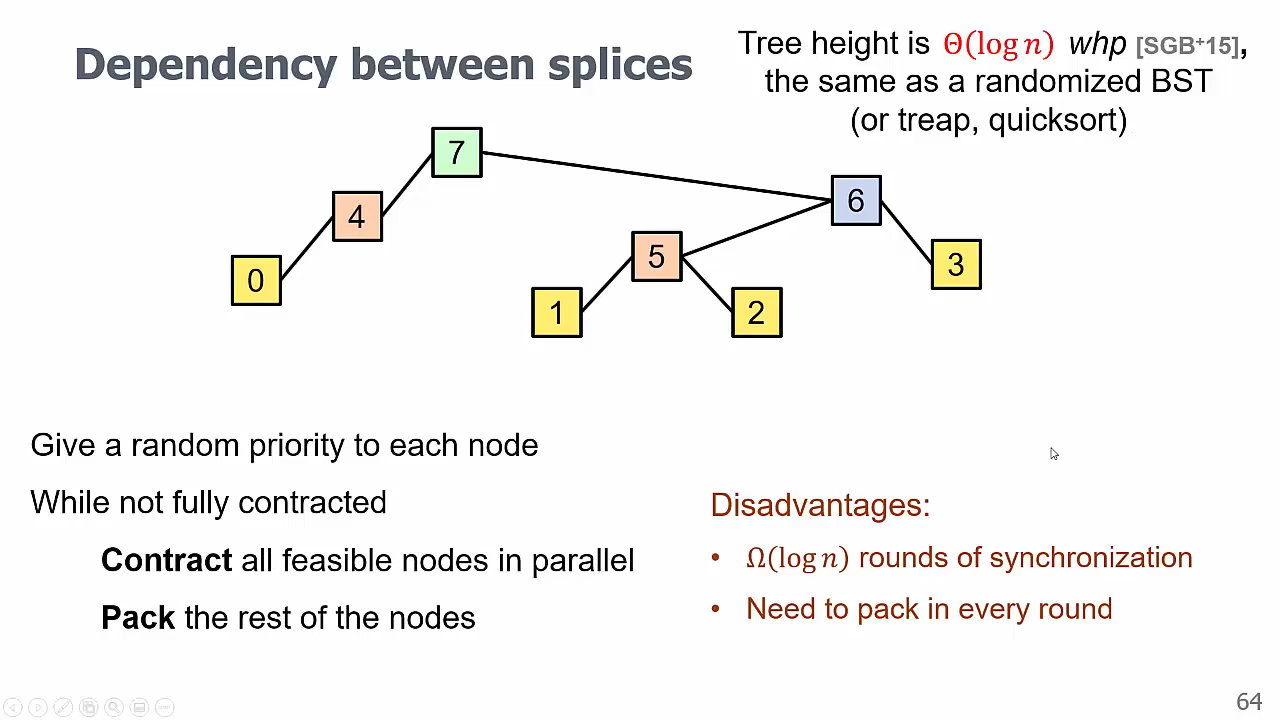 Dependency between splices
Tree height is Θ(log n) whp [SGB⁺15],
the same as a randomized BST
(or treap, quicksort)
7
4
6
0
5
3
1
2
Give a random priority to each node
While not fully contracted
Contract all feasible nodes in parallel
Pack the rest of the nodes
Disadvantages:
• Ω(log n) rounds of synchronization
• Need to pack in every round
64